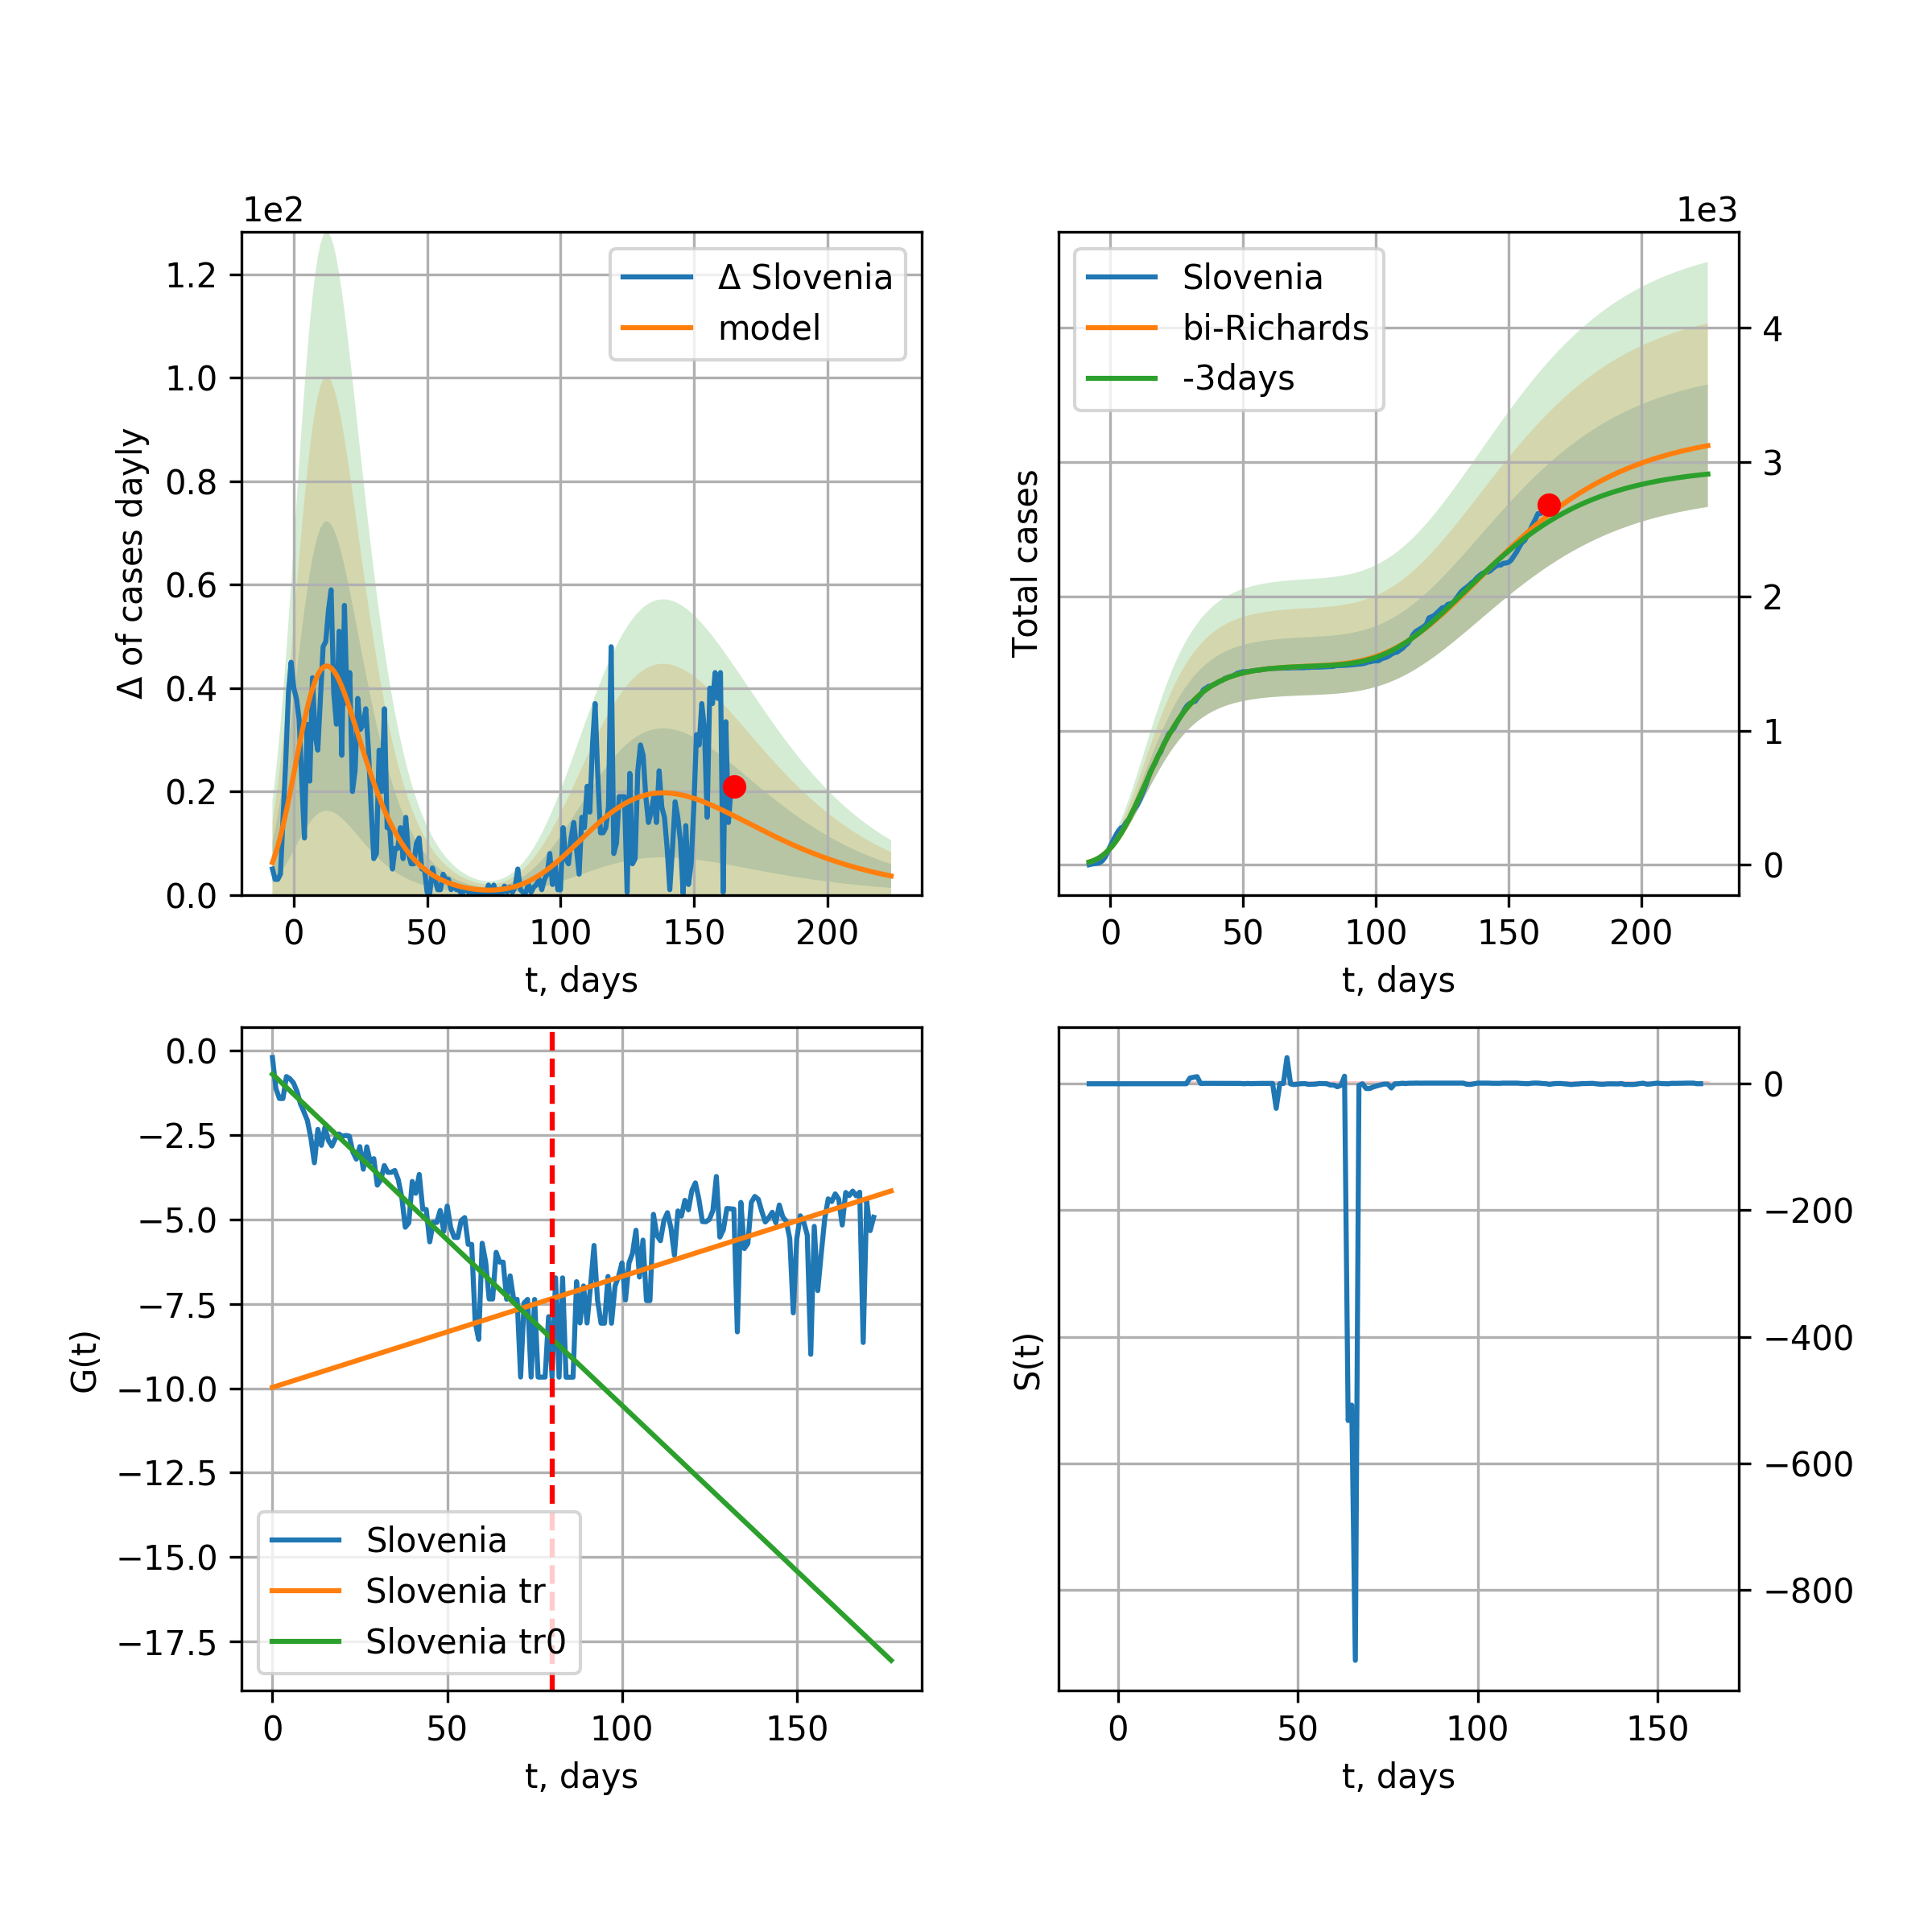 1e2
Δ of cases dayly
1.2
1.0
0.8
0.6
0.4
0.2
0.0
Δ Slovenia
model
0 50 100 150 200
t, days
1e3
Total cases
Slovenia
bi-Richards
-3days
4
3
2
1
0
0 50 100 150 200
t, days
G(t)
0.0
−2.5
−5.0
−7.5
−10.0
−12.5
−15.0
−17.5
Slovenia
Slovenia tr
Slovenia tr0
0 50 100 150
t, days
S(t)
0
−200
−400
−600
−800
0 50 100 150
t, days